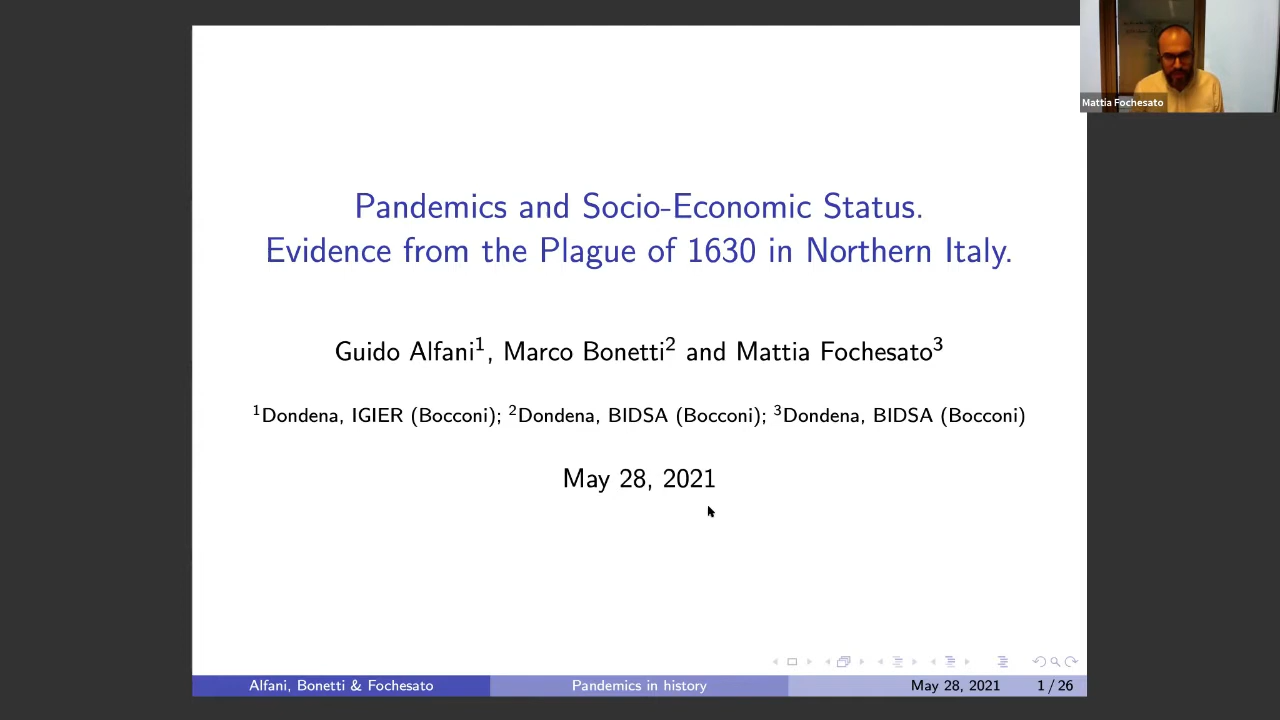 Mattia Fochesato
Pandemics and Socio-Economic Status.
Evidence from the Plague of 1630 in Northern Italy.
Guido Alfani1, Marco Bonetti2 and Mattia Fochesato3
1Dondena, IGIER (Bocconi); 2Dondena, BIDSA (Bocconi); 3Dondena, BIDSA (Bocconi)
May 28, 2021
Alfani, Bonetti & Fochesato
Pandemics in history
May 28, 2021
1 / 26